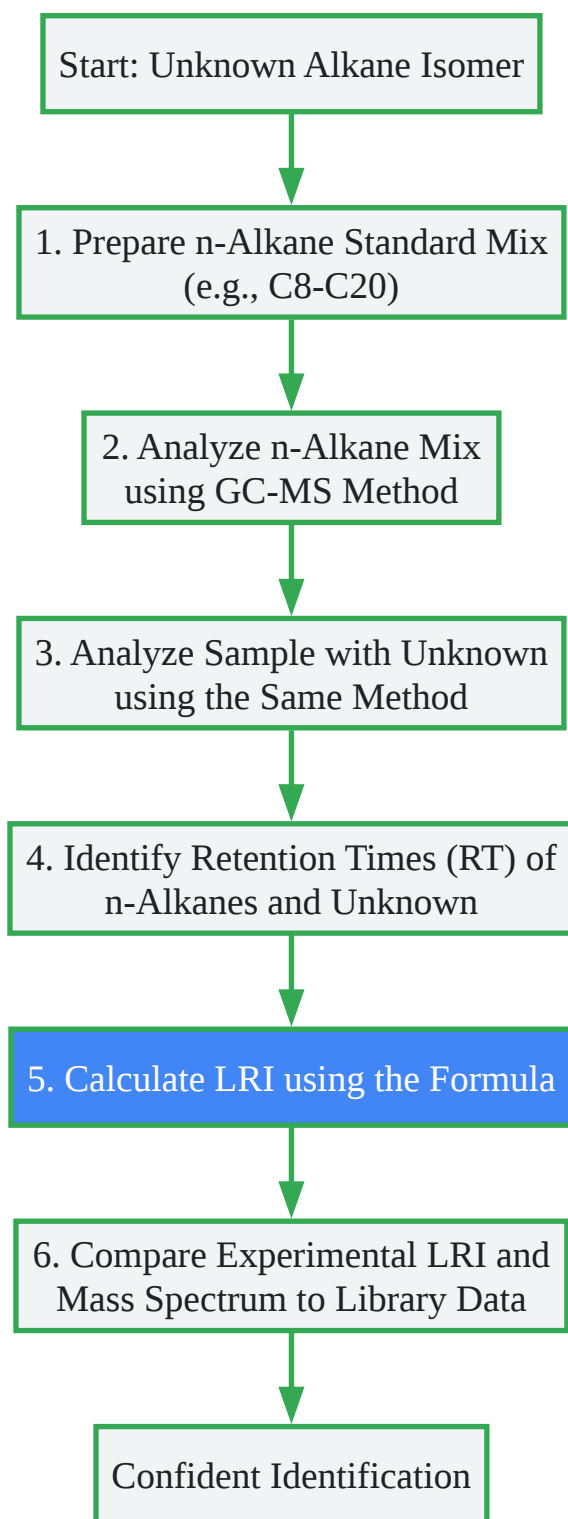 Start: Unknown Alkane Isomer
1. Prepare n-Alkane Standard Mix
(e.g., C8-C20)
2. Analyze n-Alkane Mix
using GC-MS Method
3. Analyze Sample with Unknown
using the Same Method
4. Identify Retention Times (RT) of
n-Alkanes and Unknown
5. Calculate LRI using the Formula
6. Compare Experimental LRI and
Mass Spectrum to Library Data
Confident Identification